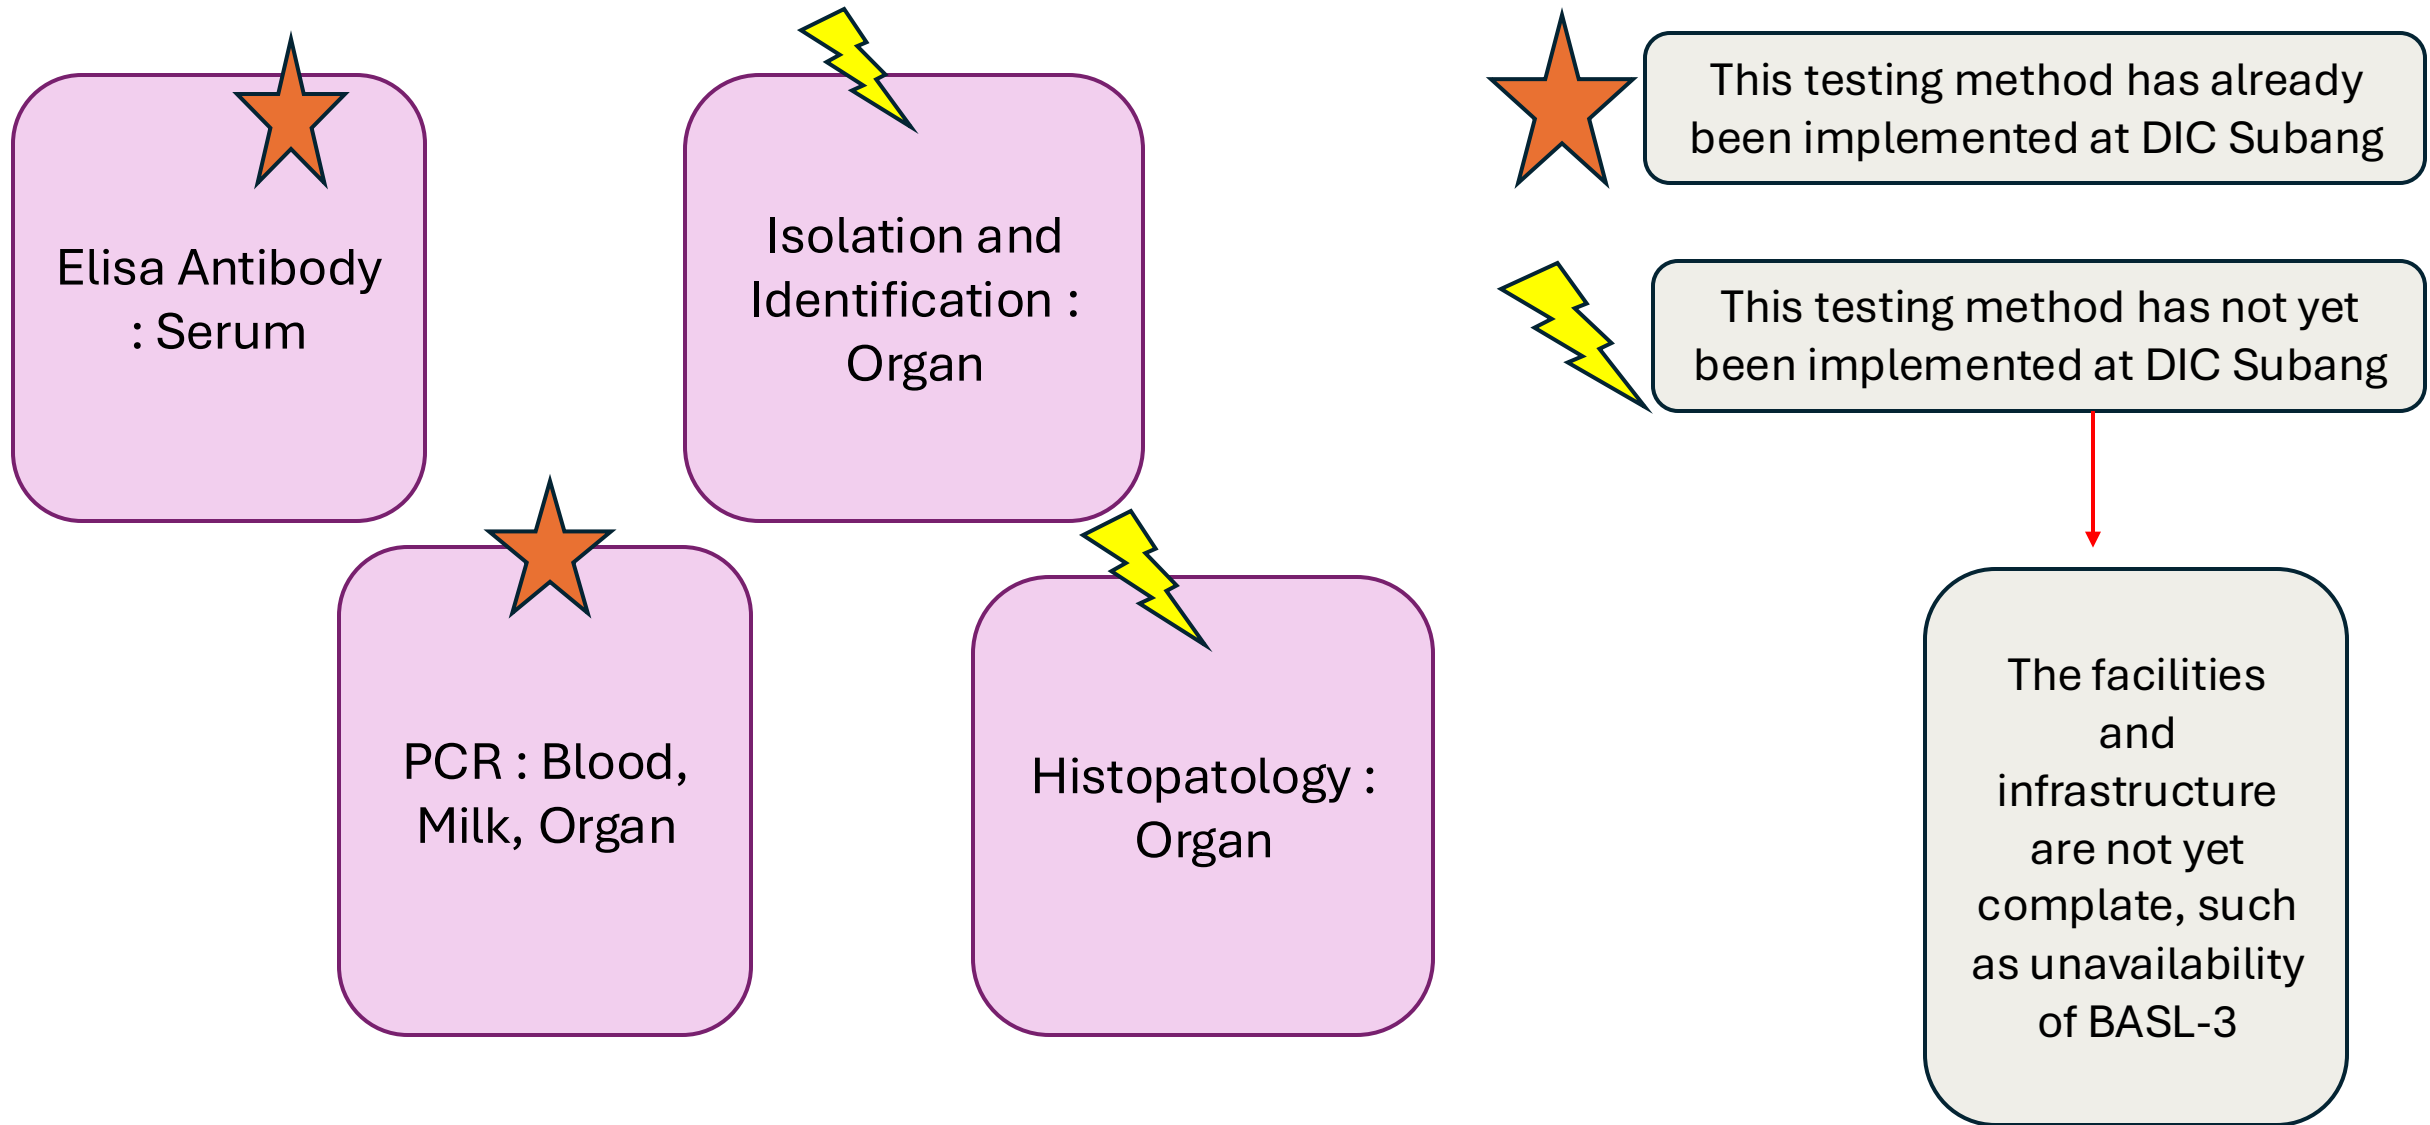 Elisa Antibody
: Serum
Isolation and
Identification :
Organ
PCR : Blood,
Milk, Organ
Histopatology :
Organ
This testing method has already
been implemented at DIC Subang
This testing method has not yet
been implemented at DIC Subang
The facilities
and
infrastructure
are not yet
complate, such
as unavailability
of BASL-3